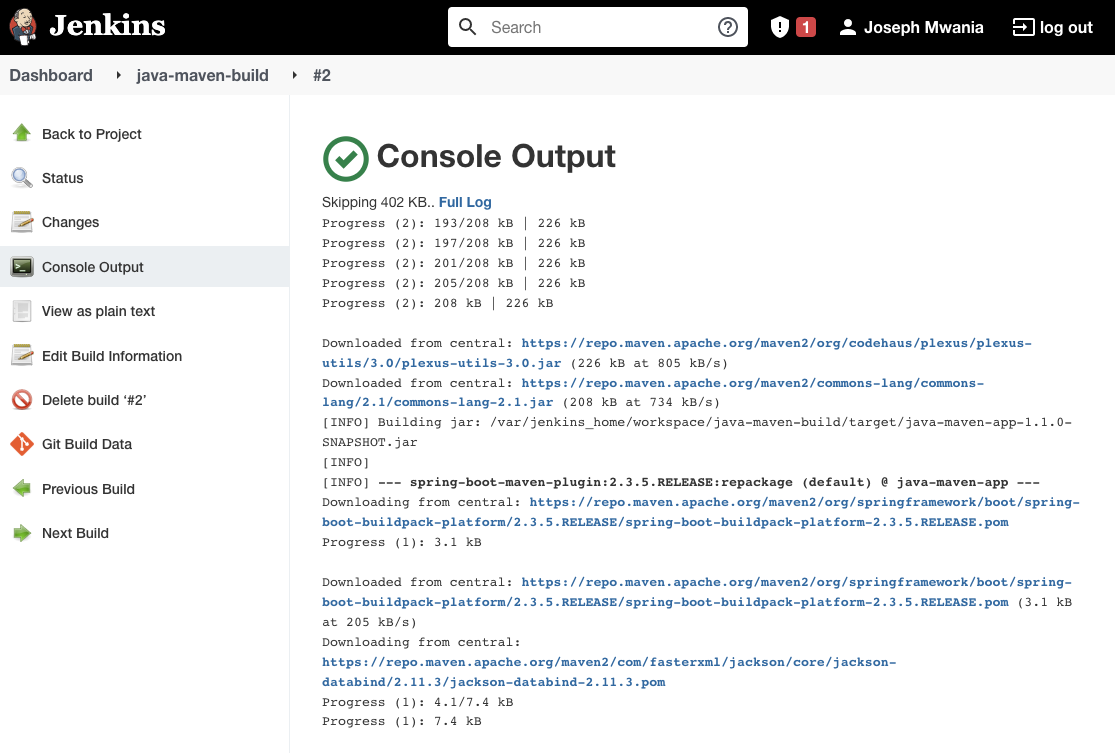 Jenkins
Search
1
Joseph Mwania
log out
Dashboard
java-maven-build
#2
Back to Project
Status
Changes
Console Output
View as plain text
Edit Build Information
Delete build ‘#2’
Git Build Data
Previous Build
Next Build
Console Output
Skipping 402 KB.. Full Log
Progress (2): 193/208 kB | 226 kB
Progress (2): 197/208 kB | 226 kB
Progress (2): 201/208 kB | 226 kB
Progress (2): 205/208 kB | 226 kB
Progress (2): 208 kB | 226 kB
Downloaded from central: https://repo.maven.apache.org/maven2/org/codehaus/plexus/plexus-
utils/3.0/plexus-utils-3.0.jar (226 kB at 805 kB/s)
Downloaded from central: https://repo.maven.apache.org/maven2/commons-lang/commons-
lang/2.1/commons-lang-2.1.jar (208 kB at 734 kB/s)
[INFO] Building jar: /var/jenkins_home/workspace/java-maven-build/target/java-maven-app-1.1.0-
SNAPSHOT.jar
[INFO]
[INFO] --- spring-boot-maven-plugin:2.3.5.RELEASE:repackage (default) @ java-maven-app ---
Downloading from central: https://repo.maven.apache.org/maven2/org/springframework/boot/spring-
boot-buildpack-platform/2.3.5.RELEASE/spring-boot-buildpack-platform-2.3.5.RELEASE.pom
Progress (1): 3.1 kB
Downloaded from central: https://repo.maven.apache.org/maven2/org/springframework/boot/spring-
boot-buildpack-platform/2.3.5.RELEASE/spring-boot-buildpack-platform-2.3.5.RELEASE.pom (3.1 kB
at 205 kB/s)
Downloading from central:
https://repo.maven.apache.org/maven2/com/fasterxml/jackson/core/jackson-
databind/2.11.3/jackson-databind-2.11.3.pom
Progress (1): 4.1/7.4 kB
Progress (1): 7.4 kB